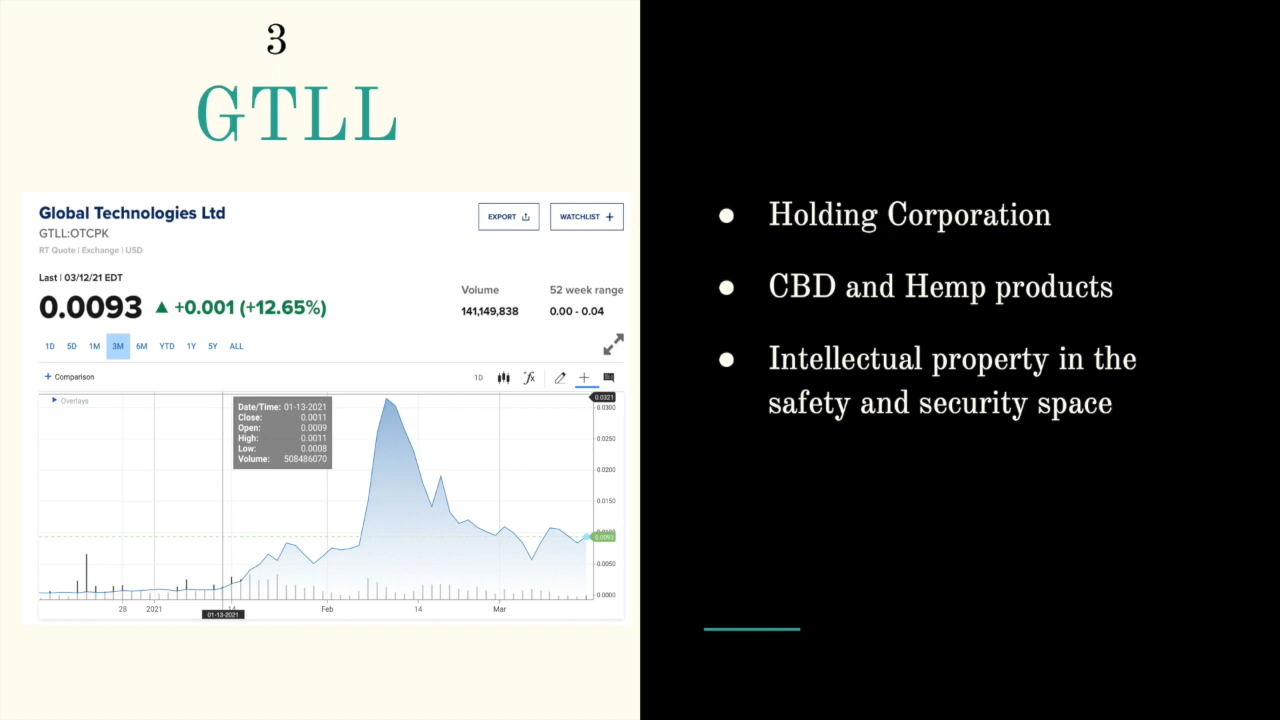 3
GTLL
Global Technologies Ltd
EXPORT
WATCHLIST +
GTLL:OTCPK
RT Quote | Exchange | USD
Last | 03/12/21 EDT
0.0093 ▲ +0.001 (+12.65%)
Volume
52 week range
141,149,838
0.00 - 0.04
1D 5D 1M 3M 6M YTD 1Y 5Y ALL
+ Comparison
1D
Overlays
Date/Time: 01-13-2021
Close: 0.0011
Open: 0.0009
High: 0.0011
Low: 0.0008
Volume: 508486070
0.0321
0.0300
0.0250
0.0200
0.0150
0.0100
0.0093
0.0050
0.0000
28 2021 14 Feb 14 Mar
01-13-2021
● Holding Corporation
● CBD and Hemp products
● Intellectual property in the
safety and security space